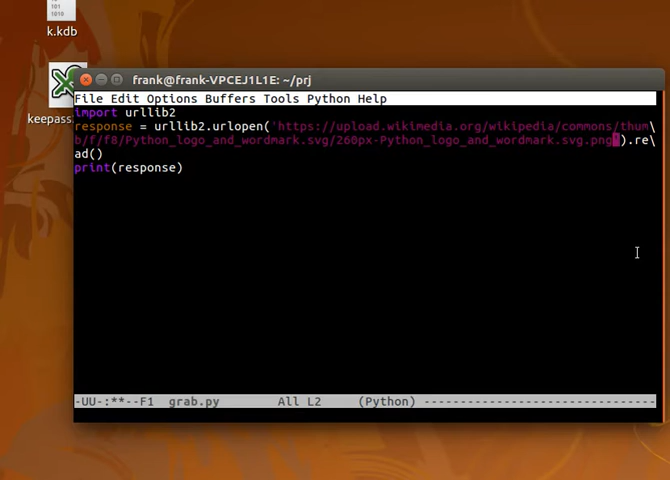 101
1010
k.kdb
frank@frank-VPCEJ1L1E: ~/prj
File Edit Options Buffers Tools Python Help
import urllib2
response = urllib2.urlopen('https://upload.wikimedia.org/wikipedia/commons/thum\
b/f/f8/Python_logo_and_wordmark.svg/260px-Python_logo_and_wordmark.svg.png').re\
ad()
print(response)
-UU-:**--F1 grab.py All L2 (Python) --------------------------------